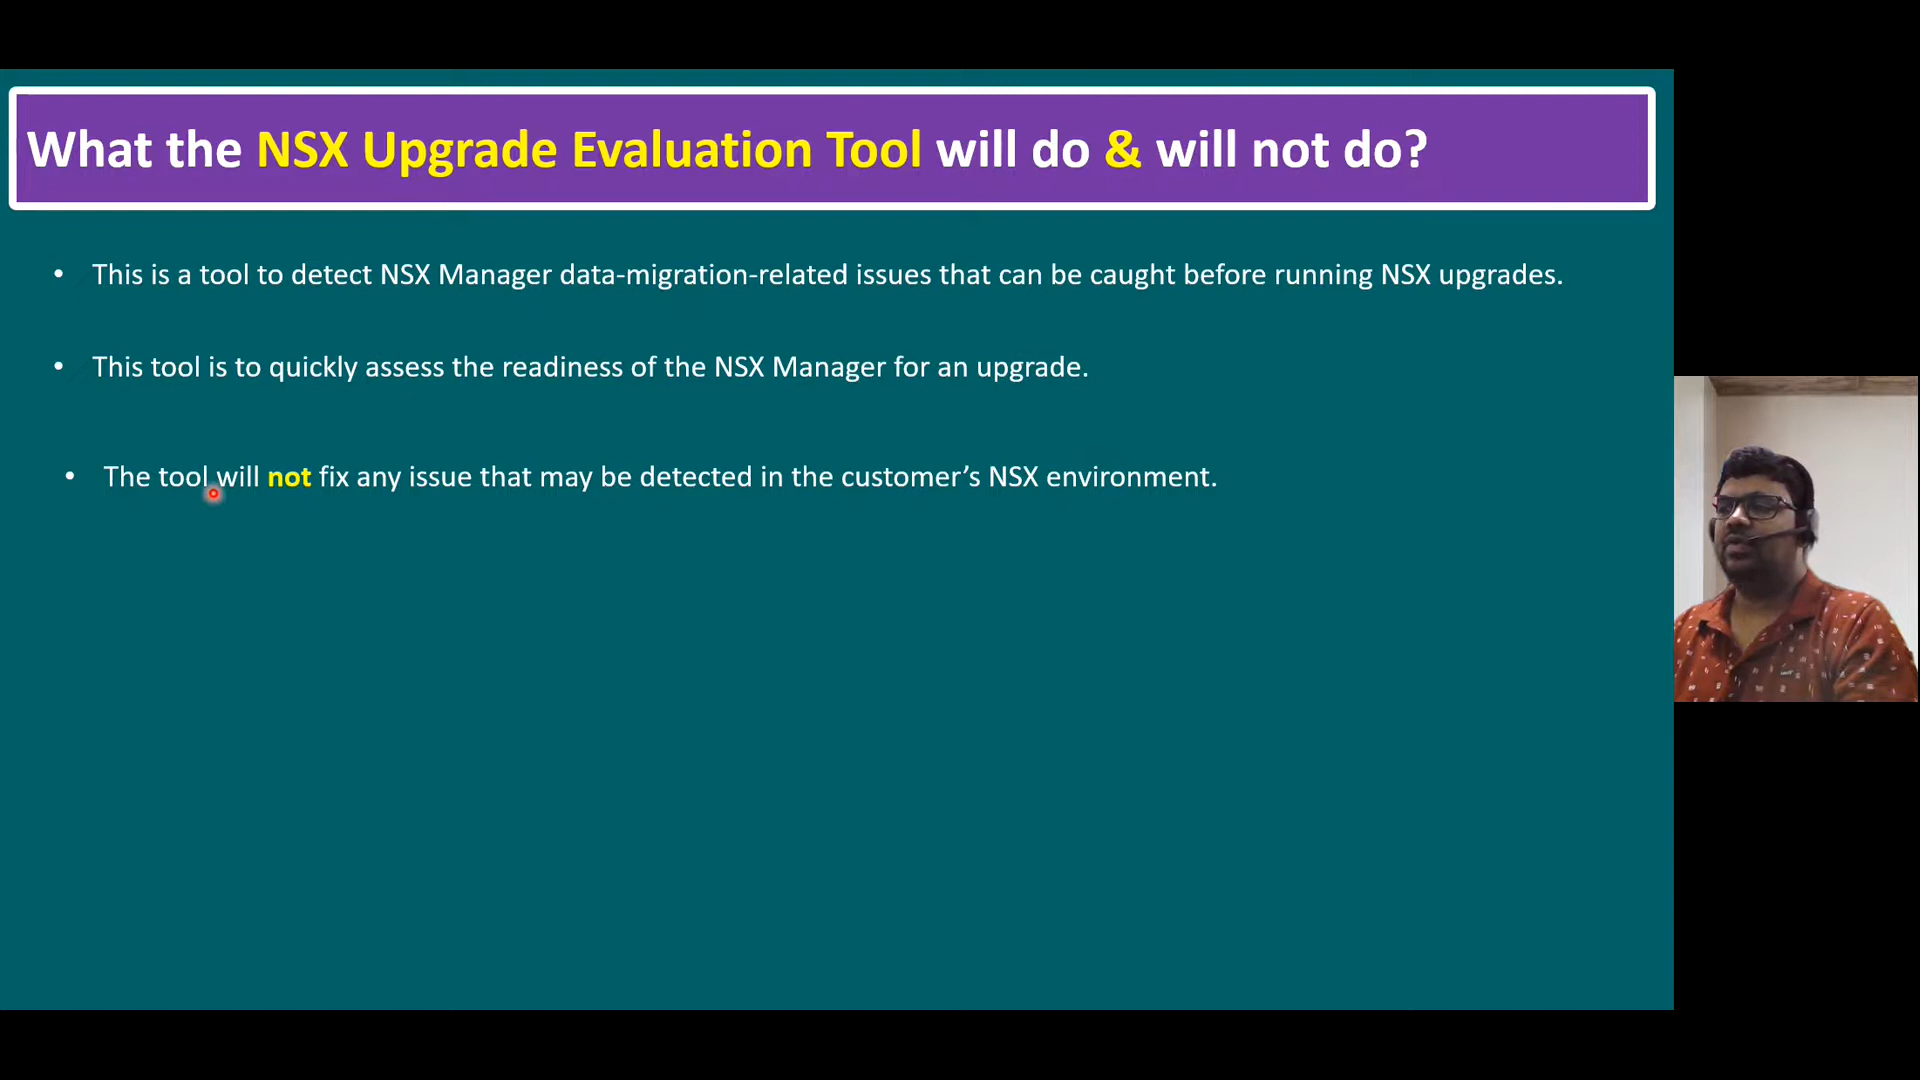 What the NSX Upgrade Evaluation Tool will do & will not do?
• This is a tool to detect NSX Manager data-migration-related issues that can be caught before running NSX upgrades.
• This tool is to quickly assess the readiness of the NSX Manager for an upgrade.
• The tool will not fix any issue that may be detected in the customer’s NSX environment.